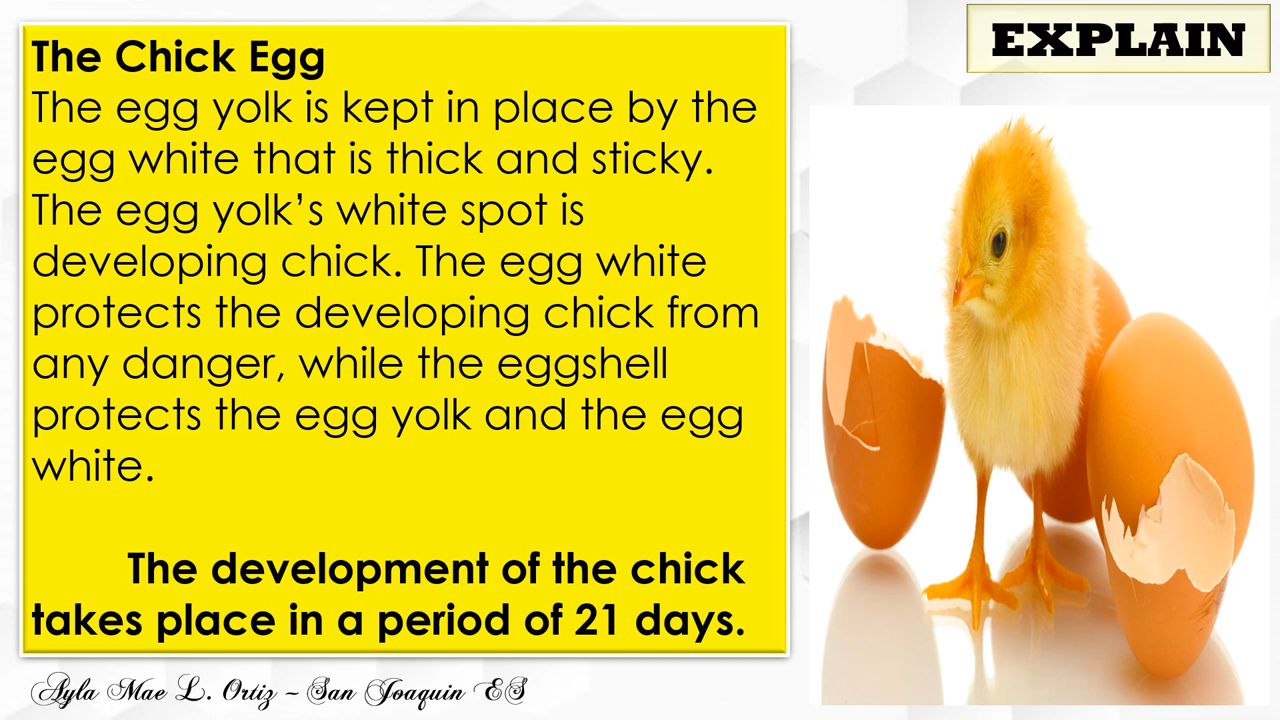 EXPLAIN
The Chick Egg
The egg yolk is kept in place by the
egg white that is thick and sticky.
The egg yolk’s white spot is
developing chick. The egg white
protects the developing chick from
any danger, while the eggshell
protects the egg yolk and the egg
white.
The development of the chick
takes place in a period of 21 days.
Ayla Mae L. Ortiz – San Joaquin ES